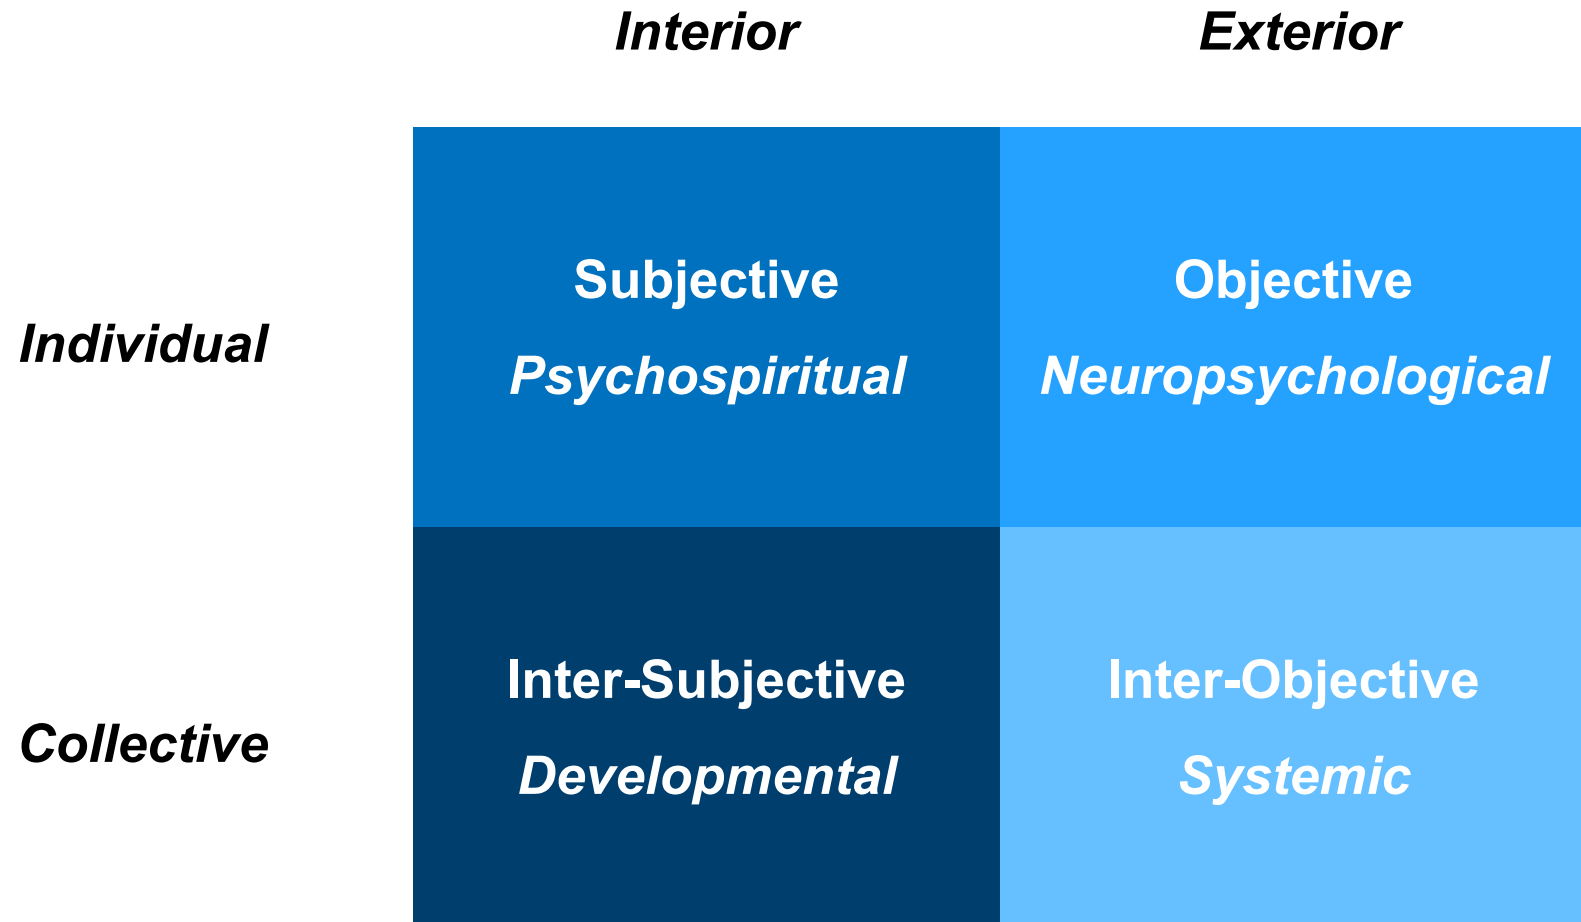 Interior Exterior
Individual
Subjective
Psychospiritual
Objective
Neuropsychological
Collective
Inter-Subjective
Developmental
Inter-Objective
Systemic